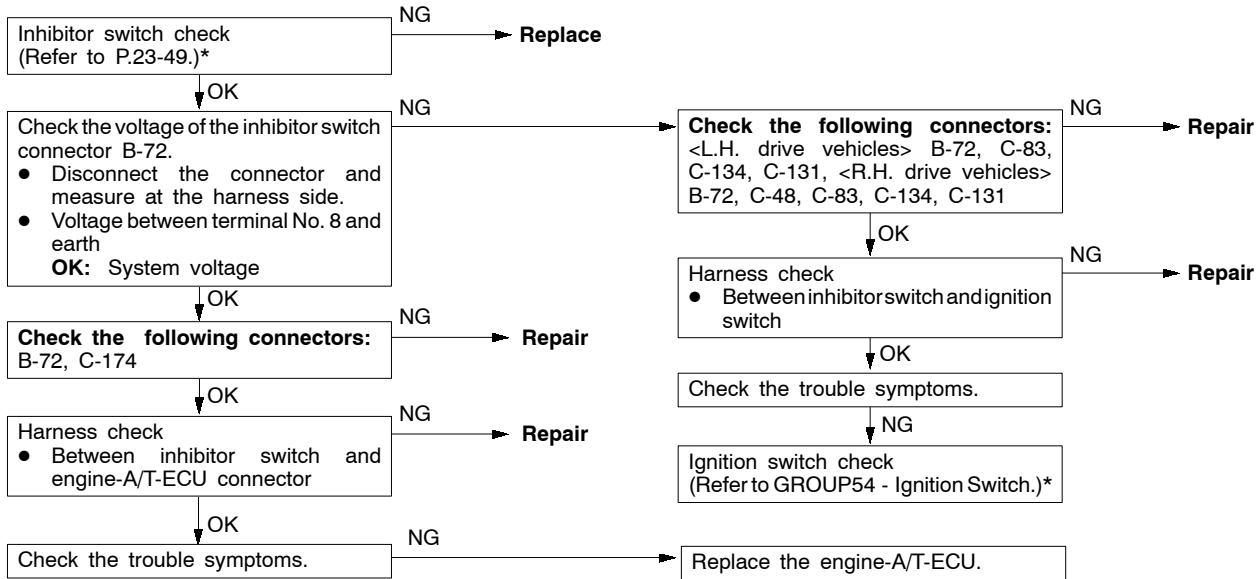 Inhibitor switch check
(Refer to P.23-49.)*
NG
Replace
OK
Check the voltage of the inhibitor switch
connector B-72.
● Disconnect the connector and
measure at the harness side.
● Voltage between terminal No. 8 and
earth
OK: System voltage
NG
Check the following connectors:
<L.H. drive vehicles> B-72, C-83,
C-134, C-131, <R.H. drive vehicles>
B-72, C-48, C-83, C-134, C-131
NG
Repair
OK
Harness check
● Between inhibitor switch and ignition
switch
NG
Repair
OK
Check the trouble symptoms.
NG
Ignition switch check
(Refer to GROUP54 - Ignition Switch.)*
OK
Check the following connectors:
B-72, C-174
NG
Repair
OK
Harness check
● Between inhibitor switch and
engine-A/T-ECU connector
NG
Repair
OK
Check the trouble symptoms.
NG
Replace the engine-A/T-ECU.